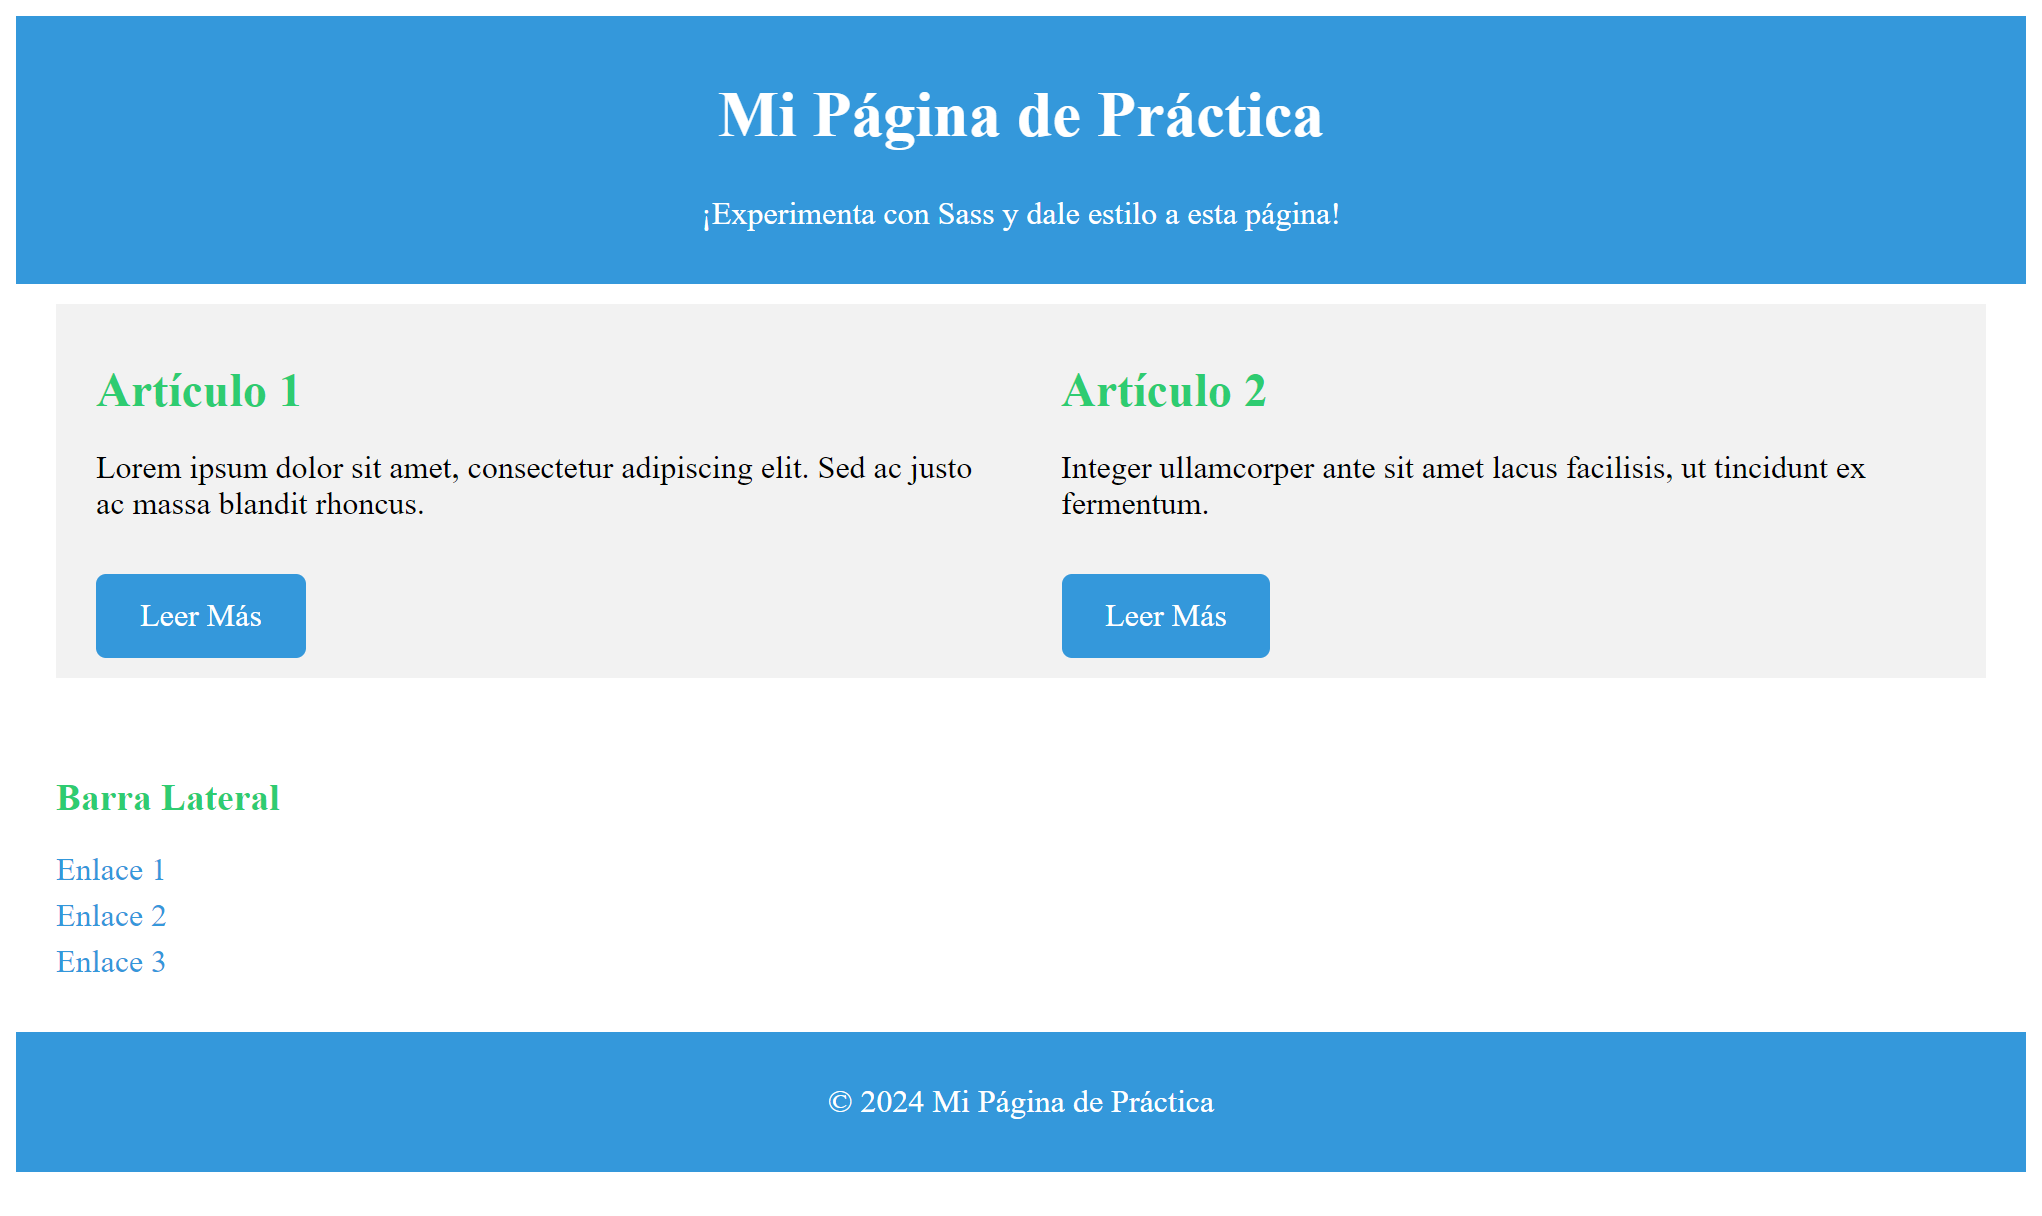 Mi Página de Práctica
¡Experimenta con Sass y dale estilo a esta página!
Artículo 1
Lorem ipsum dolor sit amet, consectetur adipiscing elit. Sed ac justo
ac massa blandit rhoncus.
Leer Más
Artículo 2
Integer ullamcorper ante sit amet lacus facilisis, ut tincidunt ex
fermentum.
Leer Más
Barra Lateral
Enlace 1
Enlace 2
Enlace 3
© 2024 Mi Página de Práctica